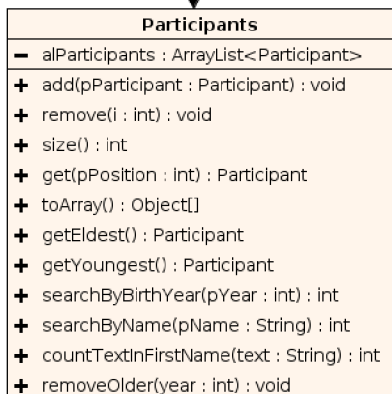 Participants
− alParticipants : ArrayList<Participant>
+ add(pParticipant : Participant) : void
+ remove(i : int) : void
+ size() : int
+ get(pPosition : int) : Participant
+ toArray() : Object[]
+ getEldest() : Participant
+ getYoungest() : Participant
+ searchByBirthYear(pYear : int) : int
+ searchByName(pName : String) : int
+ countTextInFirstName(text : String) : int
+ removeOlder(year : int) : void